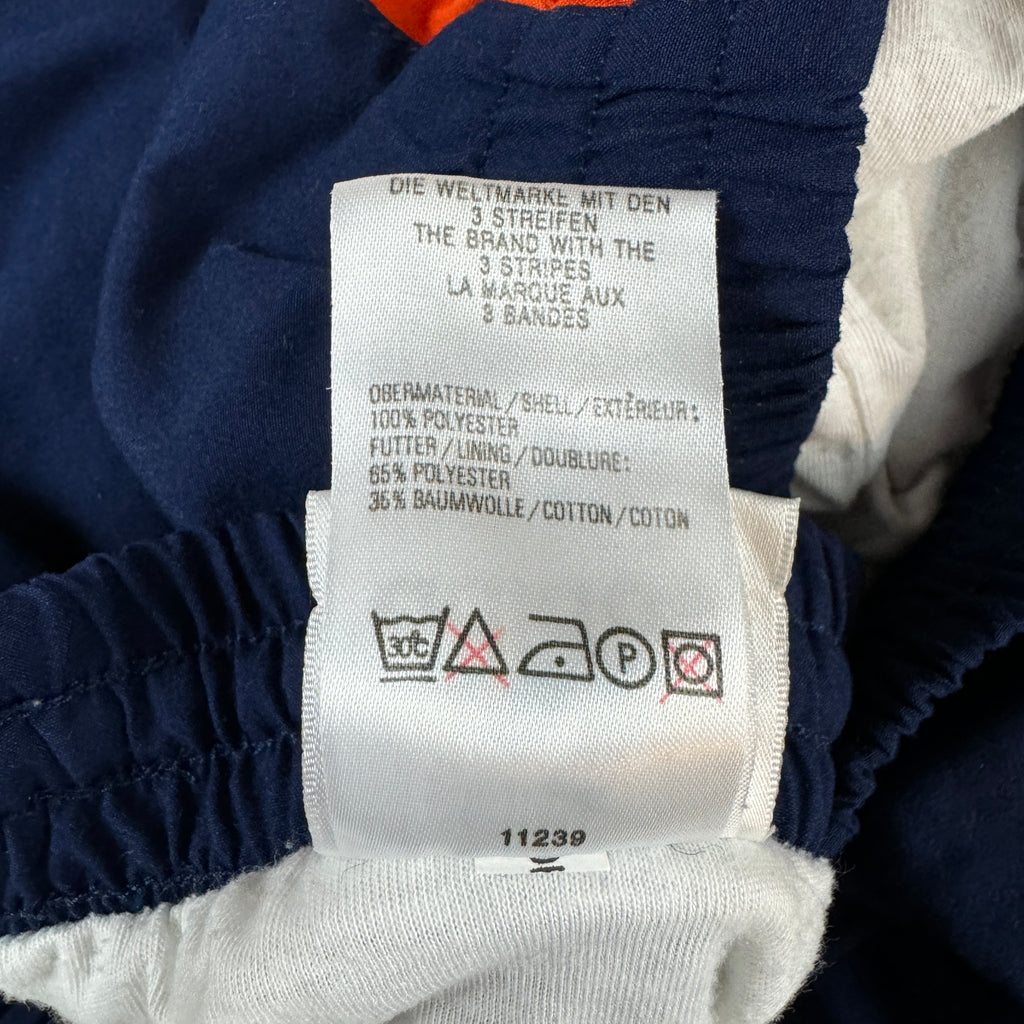 DIE WELTMARKE MIT DEN
3 STREIFEN
THE BRAND WITH THE
3 STRIPES
LA MARQUE AUX
3 BANDES
OBERMATERIAL/SHELL/EXTÈRIEUR:
100% POLYESTER
FUTTER/LINING/DOUBLURE:
65% POLYESTER
35% BAUMWOLLE/COTTON/COTON
30°C
P
11239